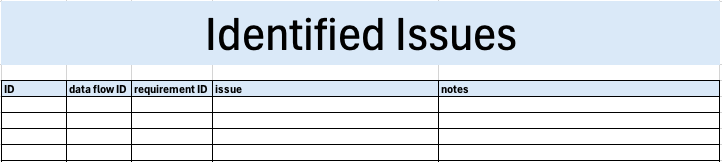 Identified Issues
ID data flow ID requirement ID issue notes